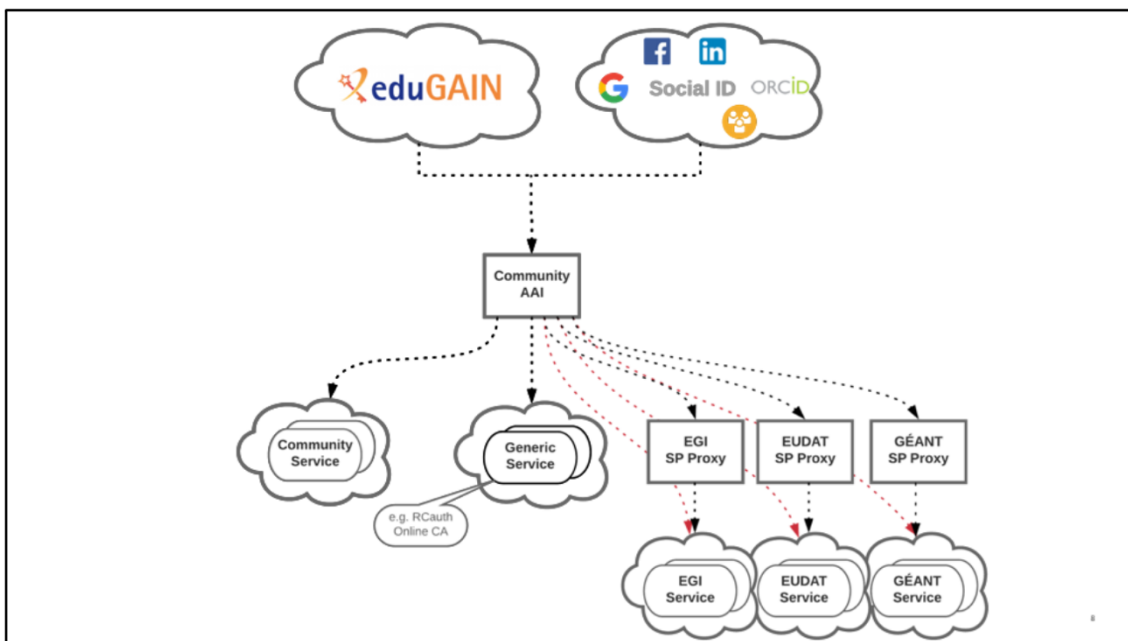 eduGAIN
Social ID
ORCID
Community
AAI
Community
Service
Generic
Service
e.g. RCauth
Online CA
EGI
SP Proxy
EUDAT
SP Proxy
GÉANT
SP Proxy
EGI
Service
EUDAT
Service
GÉANT
Service
8